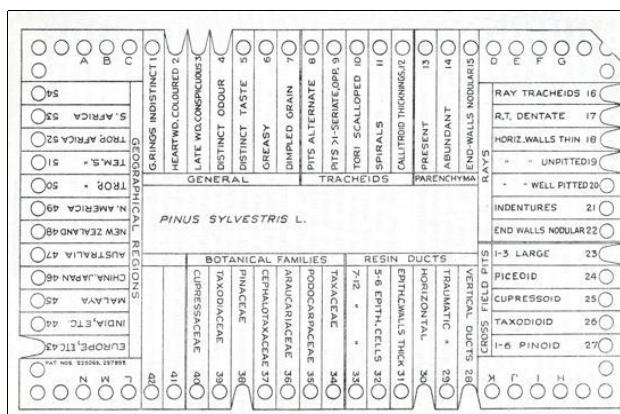 A B C
D E F G
G.RINGS INDISTINCT 1
HEARTWD. COLOURED 2
LATE WD. CONSPICUOUS 3
DISTINCT ODOUR 4
DISTINCT TASTE 5
GREASY 6
DIMPLED GRAIN 7
PITS ALTERNATE 8
PITS >1-SERIATE, OPP. 9
TORI SCALLOPED 10
SPIRALS 11
CALLITROID THICKNINGS, 12
PRESENT 13
ABUNDANT 14
END-WALLS NODULAR 15
GENERAL
TRACHEIDS
PARENCHYMA
RAYS
RAY TRACHEIDS 16
R.T. DENTATE 17
HORIZ. WALLS THIN 18
" " UNPITTED 19
" " WELL PITTED 20
INDENTURES 21
END WALLS NODULAR 22
CROSS FIELD PITS
1-3 LARGE 23
PICEOID 24
CUPRESSOID 25
TAXODIOID 26
1-6 PINOID 27
PINUS SYLVESTRIS L.
BOTANICAL FAMILIES
RESIN DUCTS
VERTICAL DUCTS 28
TRAUMATIC " 29
HORIZONTAL " 30
EPITH. WALLS THICK 31
5-6 EPITH. CELLS 32
7-12 " " 33
TAXACEAE 34
PODOCARPACEAE 35
ARAUCARIACEAE 36
CEPHALOTAXACEAE 37
PINACEAE 38
TAXODIACEAE 39
CUPRESSACEAE 40
41
42
GEOGRAPHICAL REGIONS
EUROPE, ETC 43
INDIA, ETC. 44
MALAYA 45
CHINA, JAPAN 46
AUSTRALIA 47
NEW ZEALAND 48
N. AMERICA 49
TROP. " 50
TEM. S. " 51
TROP. AFRICA 52
S. AFRICA 53
54
K J I H
N M L